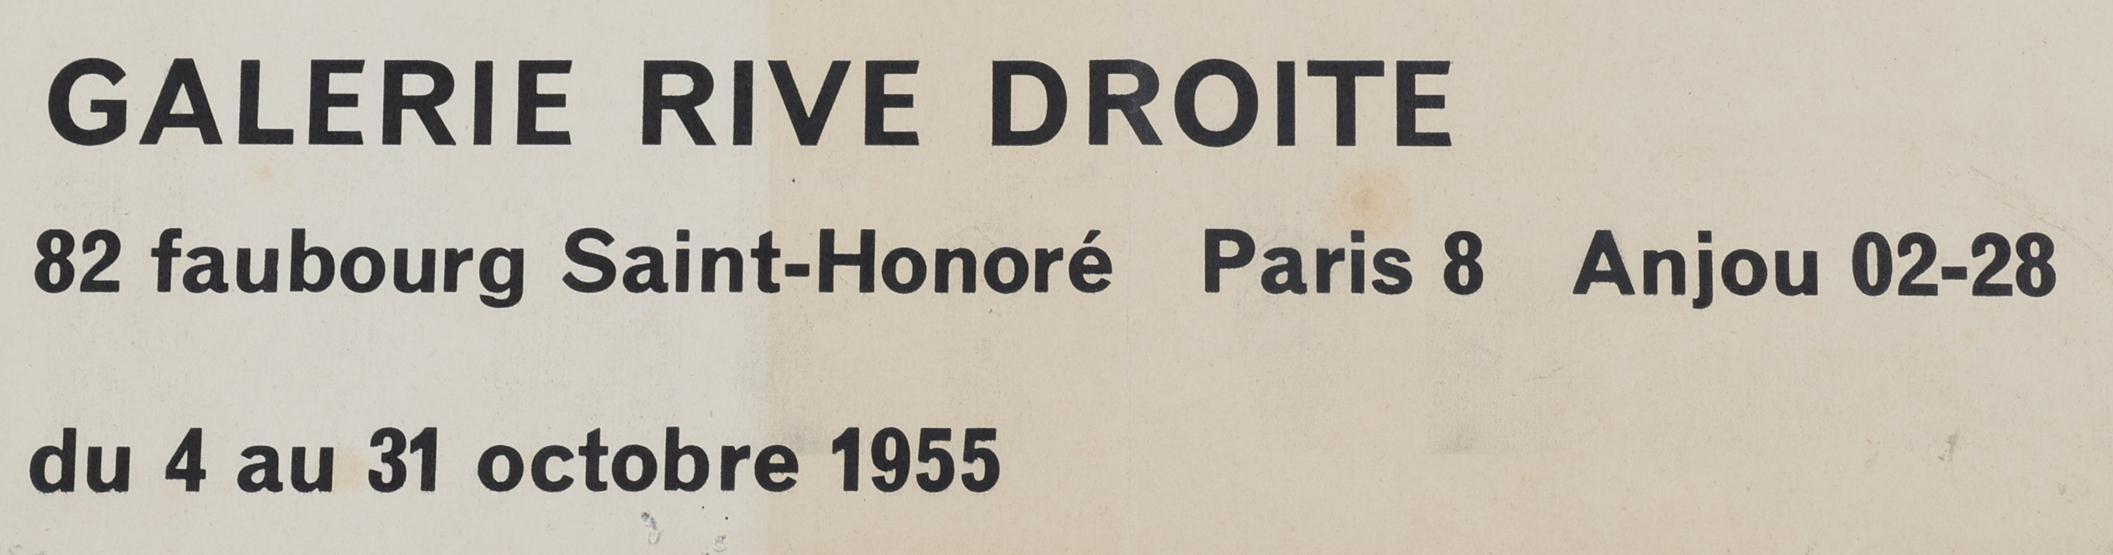 GALERIE RIVE DROITE
82 faubourg Saint-Honoré Paris 8 Anjou 02-28
du 4 au 31 octobre 1955